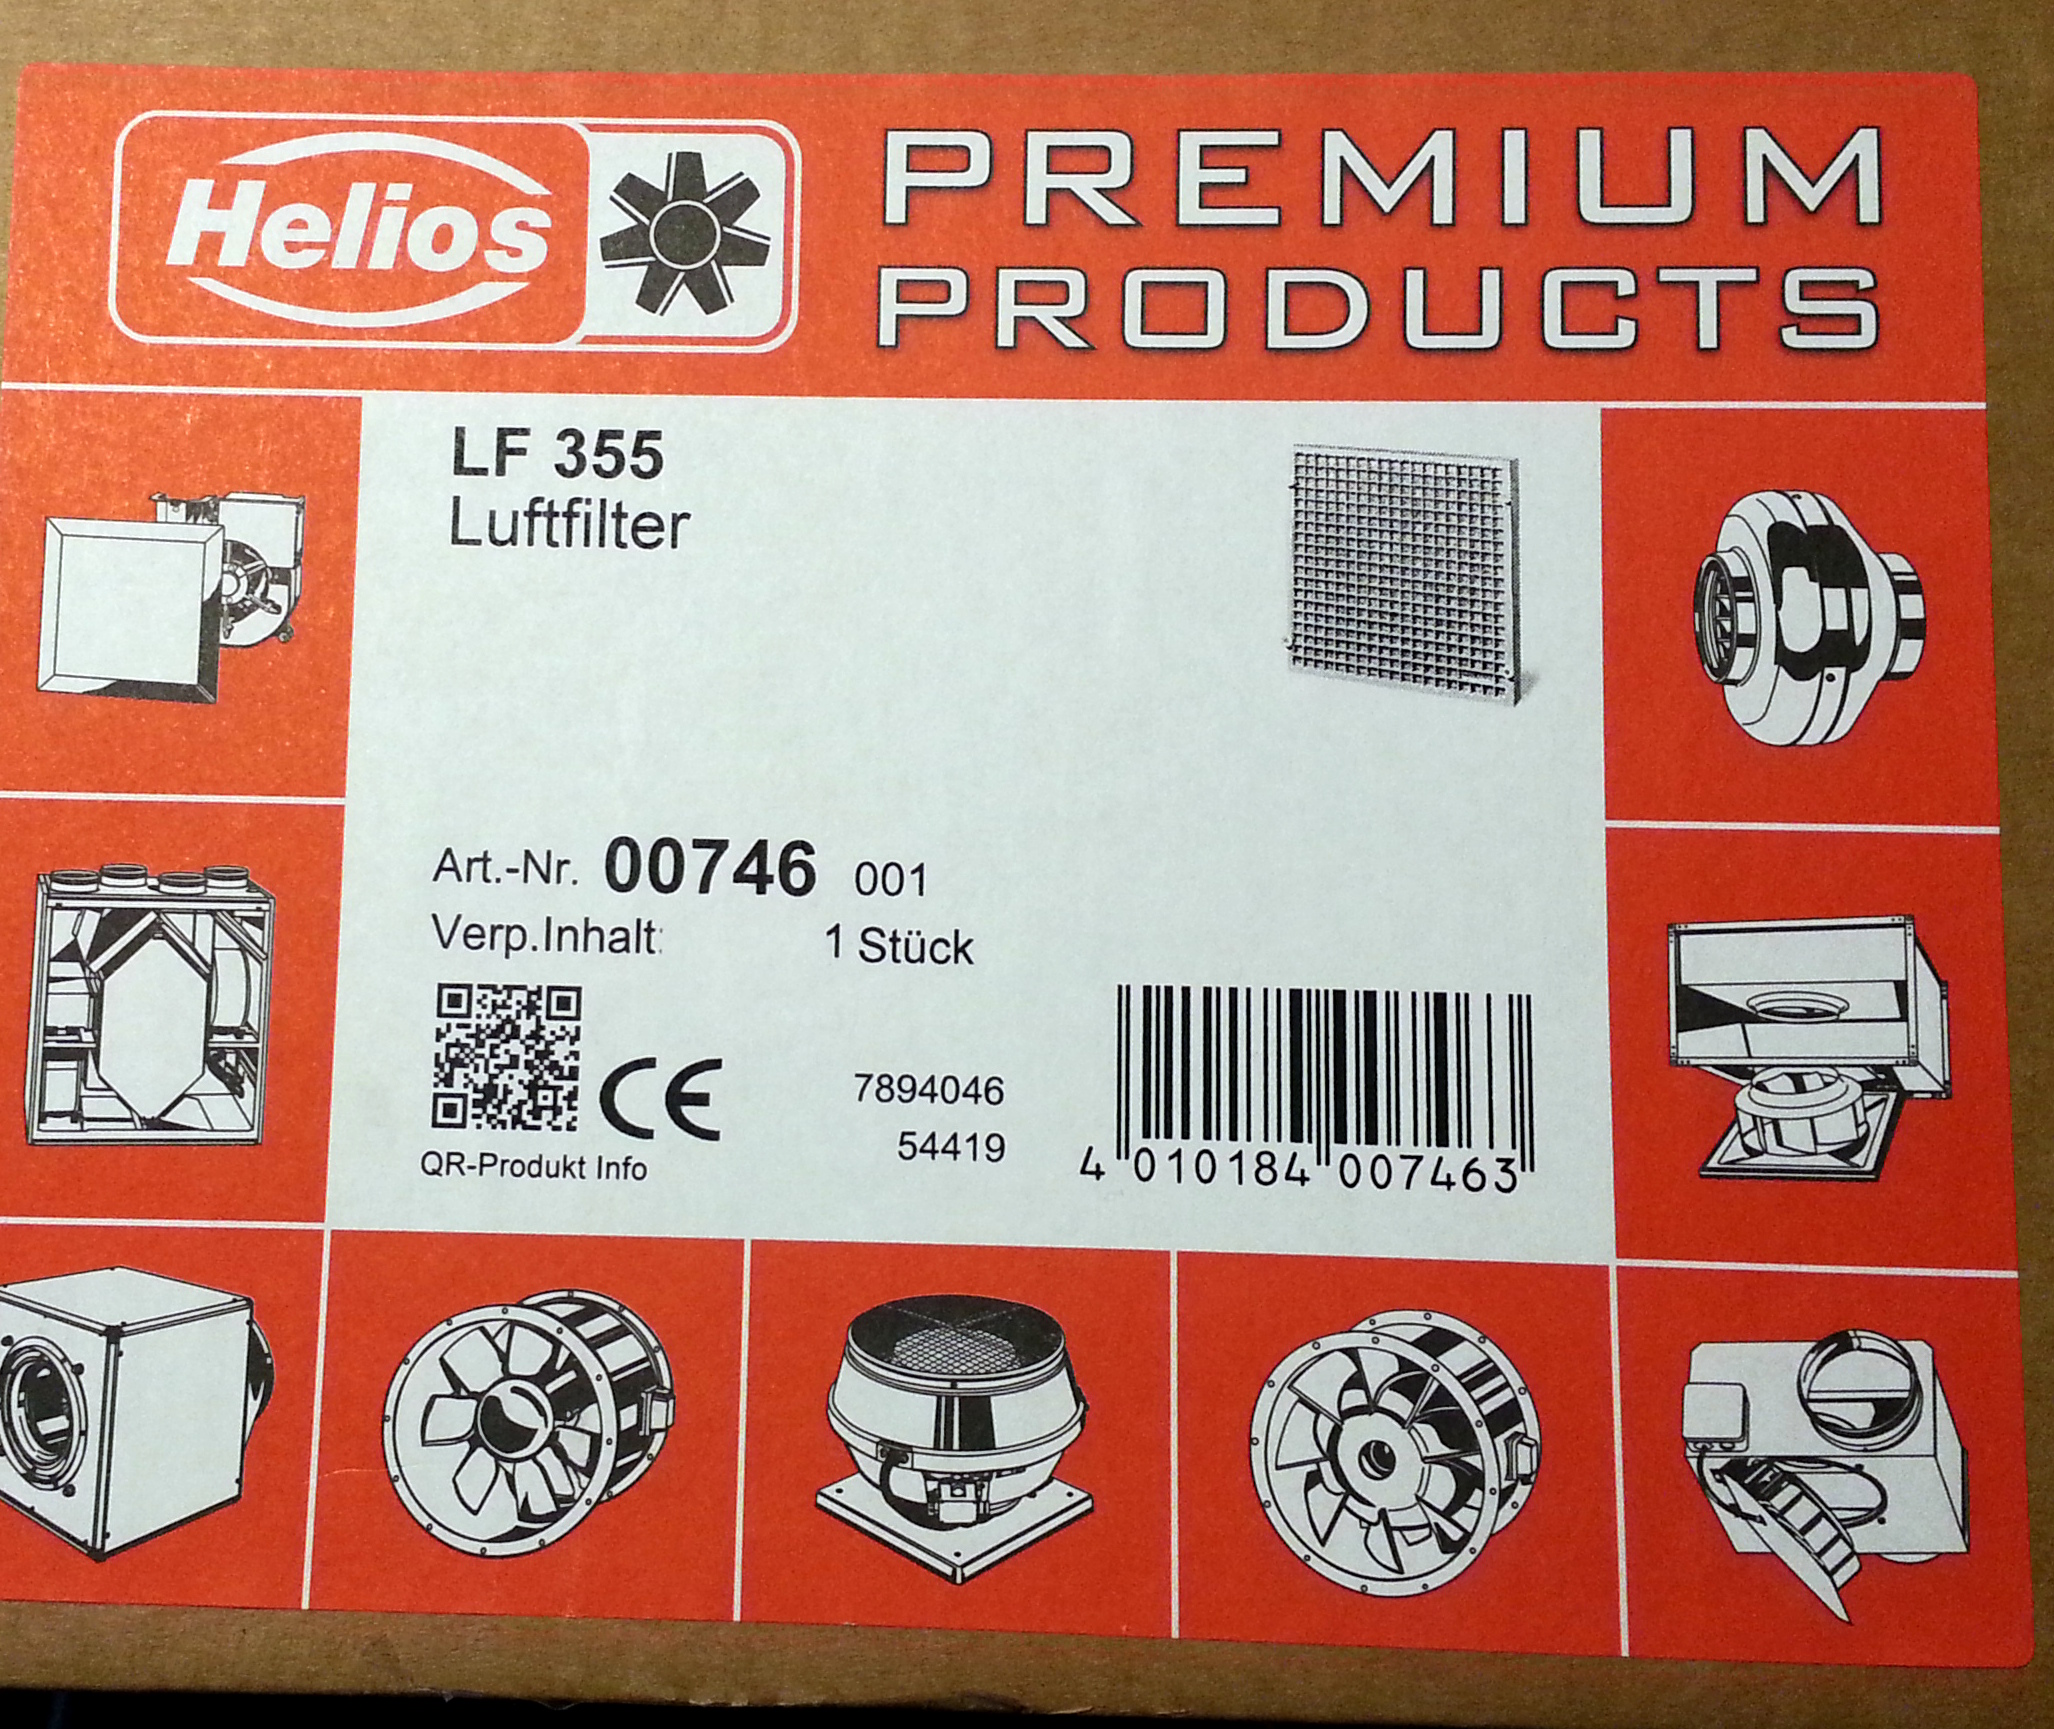 Helios
PREMIUM
PRODUCTS
LF 355
Luftfilter
Art.-Nr. 00746 001
Verp.Inhalt: 1 Stück
CE
7894046
54419
QR-Produkt Info
4 010184 007463